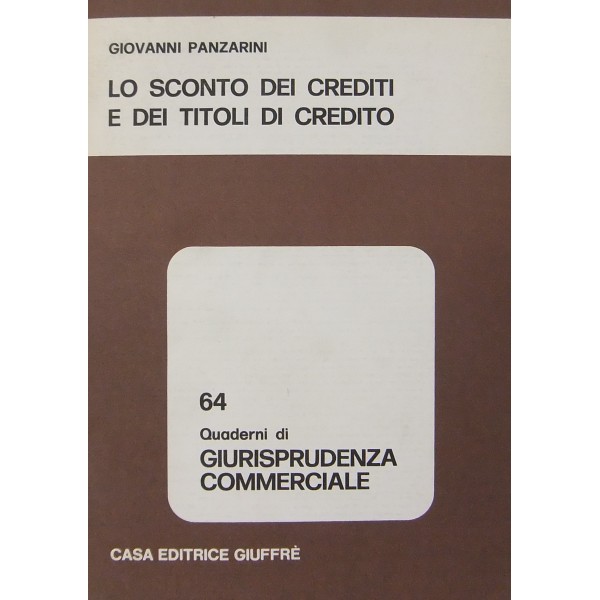 GIOVANNI PANZARINI
LO SCONTO DEI CREDITI
E DEI TITOLI DI CREDITO
64
Quaderni di
GIURISPRUDENZA
COMMERCIALE
CASA EDITRICE GIUFFRÈ